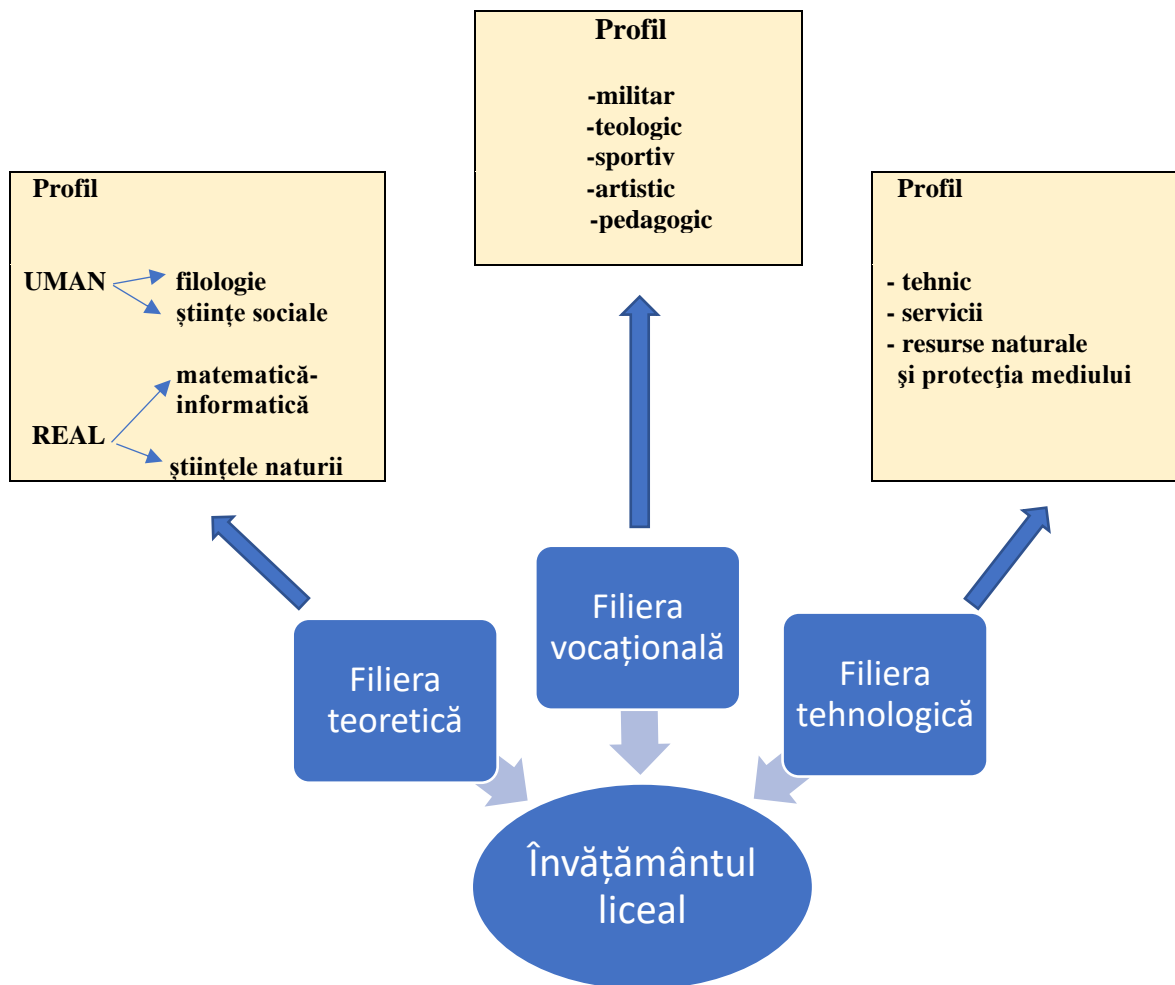 Profil
-militar
-teologic
-sportiv
-artistic
-pedagogic
Profil
UMAN
filologie
științe sociale
matematică-
informatică
REAL
științele naturii
Profil
- tehnic
- servicii
- resurse naturale
şi protecţia mediului
Filiera
teoretică
Filiera
vocațională
Filiera
tehnologică
Învățământul
liceal